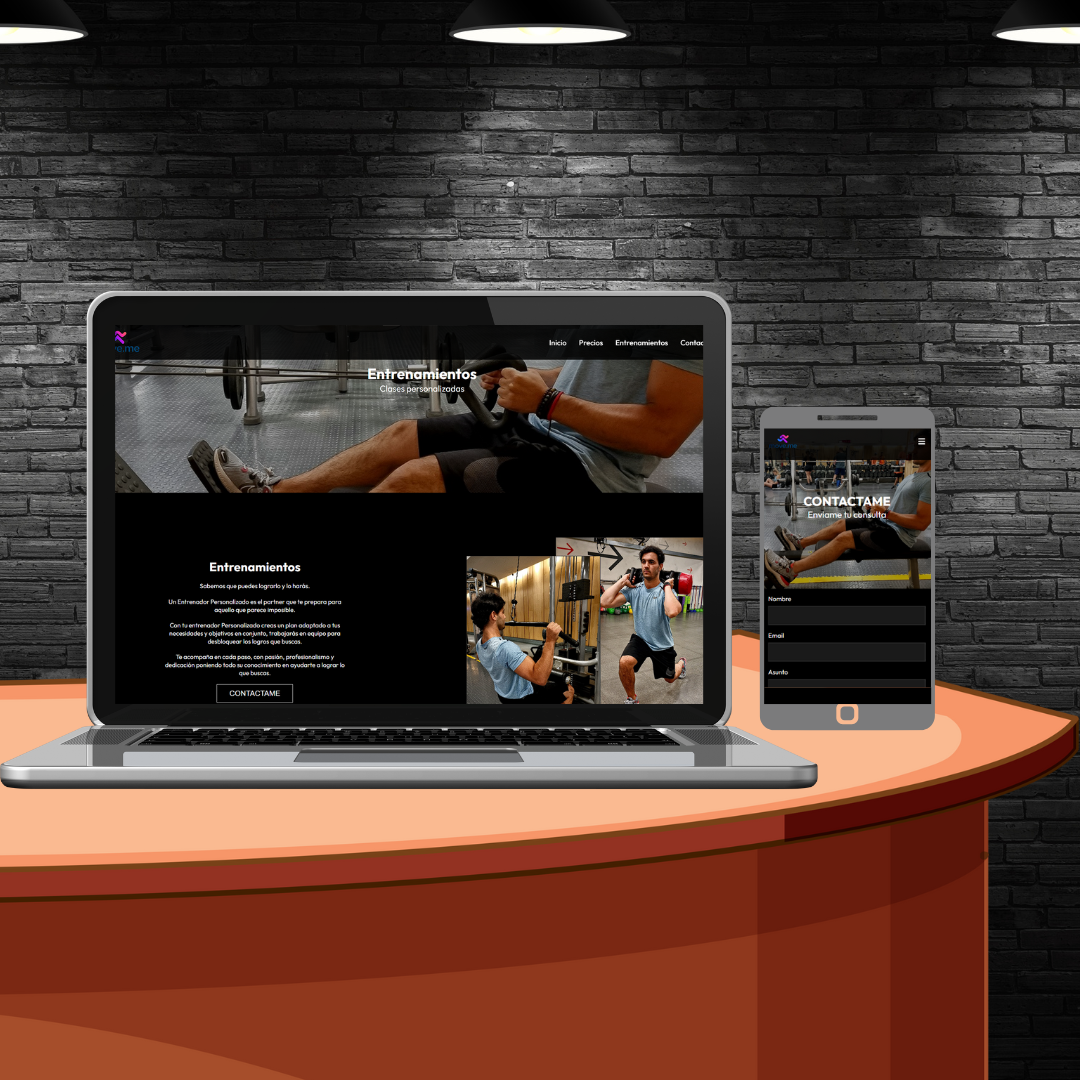 Inicio Precios Entrenamientos Contac
Entrenamientos
Clases personalizadas
Entrenamientos
Sabemos que puedes lograrlo y lo harás.
Un Entrenador Personalizado es el partner que te prepara para
aquello que parece imposible.
Con tu entrenador Personalizado creas un plan adaptado a tus
necesidades y objetivos en conjunto, trabajarás en equipo para
desbloquear los logros que buscas.
Te acompaña en cada paso, con pasión, profesionalismo y
dedicación poniendo todo su conocimiento en ayudarte a lograr lo
que buscas.
CONTACTAME
CONTACTAME
Enviame tu consulta
Nombre
Email
Asunto